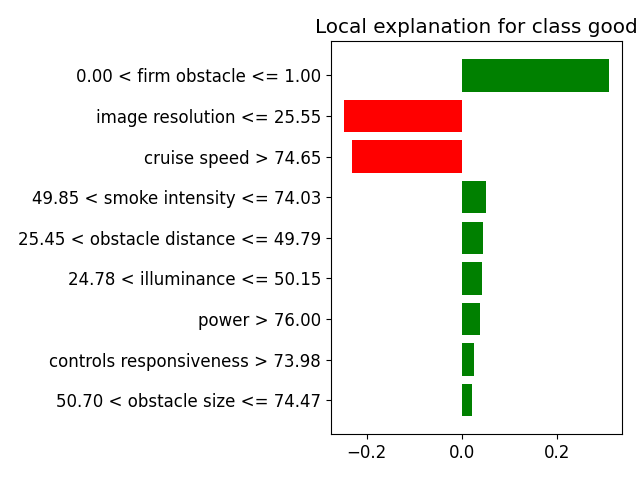 Local explanation for class good
0.00 < firm obstacle <= 1.00
image resolution <= 25.55
cruise speed > 74.65
49.85 < smoke intensity <= 74.03
25.45 < obstacle distance <= 49.79
24.78 < illuminance <= 50.15
power > 76.00
controls responsiveness > 73.98
50.70 < obstacle size <= 74.47
−0.2 0.0 0.2